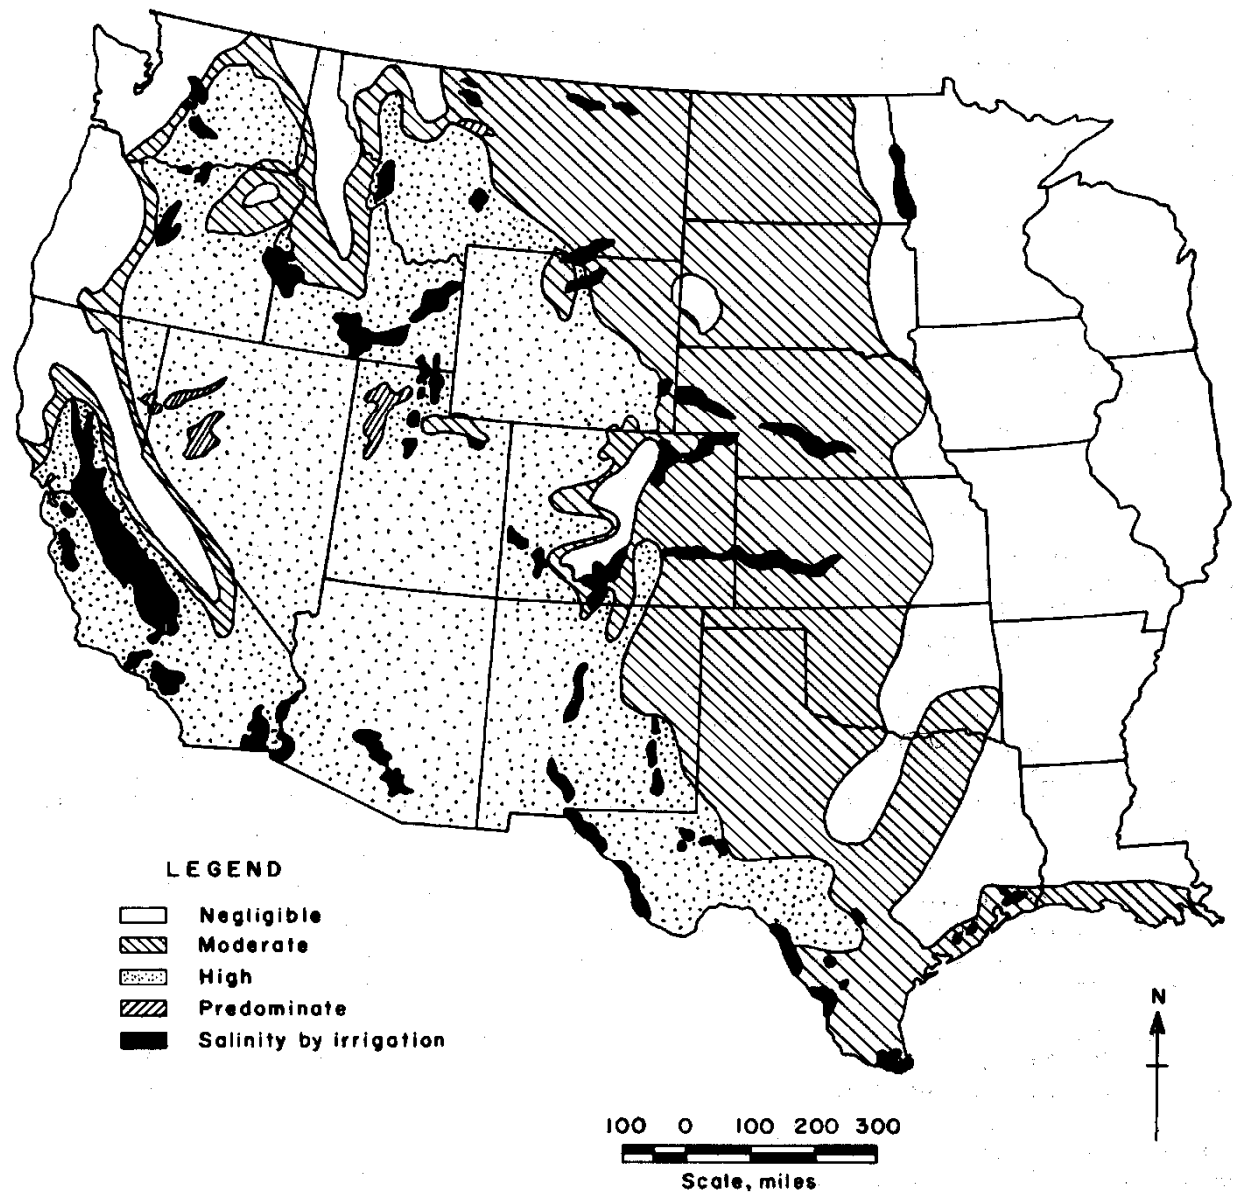 LEGEND
Negligible
Moderate
High
Predominate
Salinity by irrigation
N
100 0 100 200 300
Scale, miles